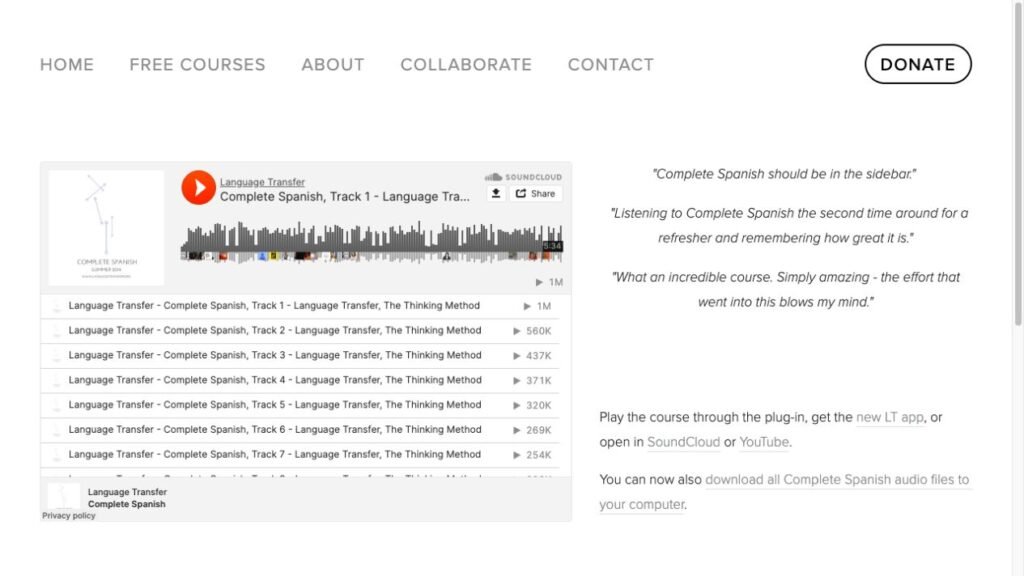 HOME FREE COURSES ABOUT COLLABORATE CONTACT DONATE
Language Transfer
SOUNDCLOUD
Complete Spanish, Track 1 - Language Tra...
Share
5:34
COMPLETE SPANISH
SUMMER 2014
1M
Language Transfer - Complete Spanish, Track 1 - Language Transfer, The Thinking Method 1M
Language Transfer - Complete Spanish, Track 2 - Language Transfer, The Thinking Method 560K
Language Transfer - Complete Spanish, Track 3 - Language Transfer, The Thinking Method 437K
Language Transfer - Complete Spanish, Track 4 - Language Transfer, The Thinking Method 371K
Language Transfer - Complete Spanish, Track 5 - Language Transfer, The Thinking Method 320K
Language Transfer - Complete Spanish, Track 6 - Language Transfer, The Thinking Method 269K
Language Transfer - Complete Spanish, Track 7 - Language Transfer, The Thinking Method 254K
Language Transfer
Complete Spanish
Privacy policy
"Complete Spanish should be in the sidebar."
"Listening to Complete Spanish the second time around for a
refresher and remembering how great it is."
"What an incredible course. Simply amazing - the effort that
went into this blows my mind."
Play the course through the plug-in, get the new LT app, or
open in SoundCloud or YouTube.
You can now also download all Complete Spanish audio files to
your computer.